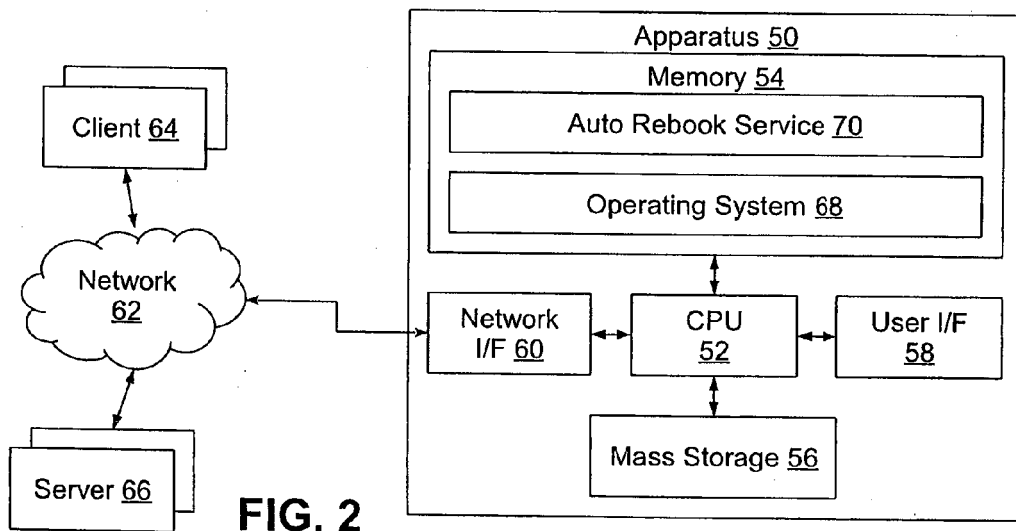 Apparatus 50
Memory 54
Auto Rebook Service 70
Operating System 68
Client 64
Network
62
Server 66
Network
I/F 60
CPU
52
User I/F
58
Mass Storage 56
FIG. 2